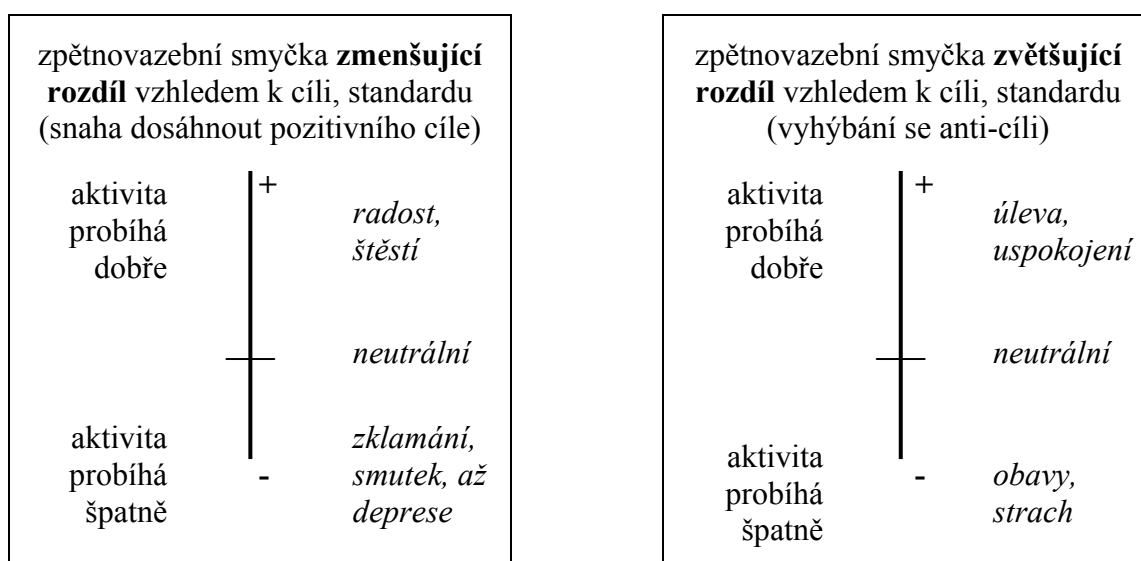 zpětnovazební smyčka zmenšující
rozdíl vzhledem k cíli, standardu
(snaha dosáhnout pozitivního cíle)
+
aktivita
probíhá
dobře
radost,
štěstí
neutrální
aktivita
probíhá
špatně
-
zklamání,
smutek, až
deprese
zpětnovazební smyčka zvětšující
rozdíl vzhledem k cíli, standardu
(vyhýbání se anti-cíli)
+
aktivita
probíhá
dobře
úleva,
uspokojení
neutrální
aktivita
probíhá
špatně
-
obavy,
strach